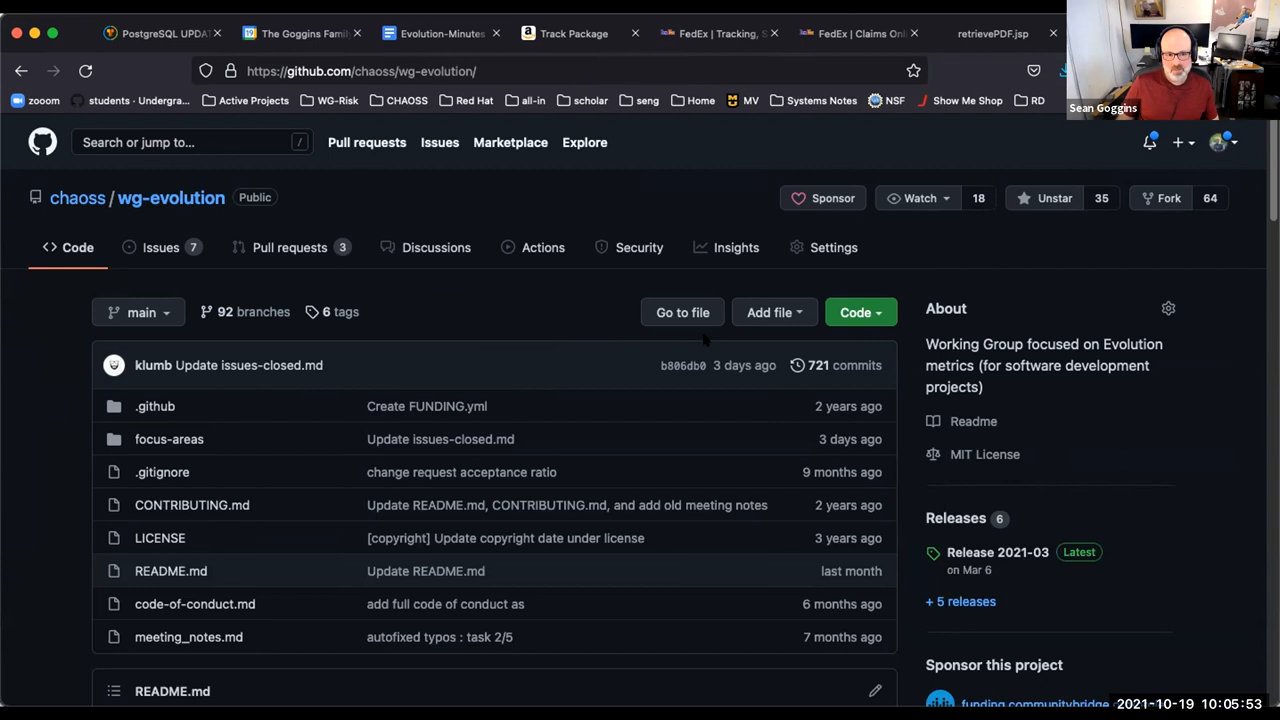 PostgreSQL UPDAT
The Goggins Fami
Evolution-Minde
Track Package
FedEx | Tracking, S
FedEx | Claims Onli
retrievePDF.jsp
https://github.com/chaoss/wg-evolution/
zooom
students · Undergra...
Active Projects
WG-Risk
CHAOSS
Red Hat
all-in
scholar
seng
Home
MV
Systems Notes
NSF
Show Me Shop
RD
Sean Goggins
Search or jump to...
/
Pull requests
Issues
Marketplace
Explore
chaoss / wg-evolution
Public
Sponsor
Watch
18
Unstar
35
Fork
64
Code
Issues
7
Pull requests
3
Discussions
Actions
Security
Insights
Settings
main
92 branches
6 tags
Go to file
Add file
Code
klumb Update issues-closed.md
b806db0
3 days ago
721 commits
.github
Create FUNDING.yml
2 years ago
focus-areas
Update issues-closed.md
3 days ago
.gitignore
change request acceptance ratio
9 months ago
CONTRIBUTING.md
Update README.md, CONTRIBUTING.md, and add old meeting notes
2 years ago
LICENSE
[copyright] Update copyright date under license
3 years ago
README.md
Update README.md
last month
code-of-conduct.md
add full code of conduct as
6 months ago
meeting_notes.md
autofixed typos : task 2/5
7 months ago
README.md
About
Working Group focused on Evolution
metrics (for software development
projects)
Readme
MIT License
Releases
6
Release 2021-03
Latest
on Mar 6
+ 5 releases
Sponsor this project
funding.communitybridge
2021-10-19 10:05:53